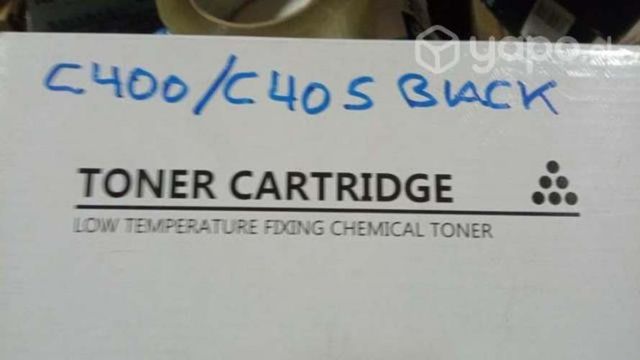 yapo.cl
C400/C405 BLACK
TONER CARTRIDGE
LOW TEMPERATURE FIXING CHEMICAL TONER